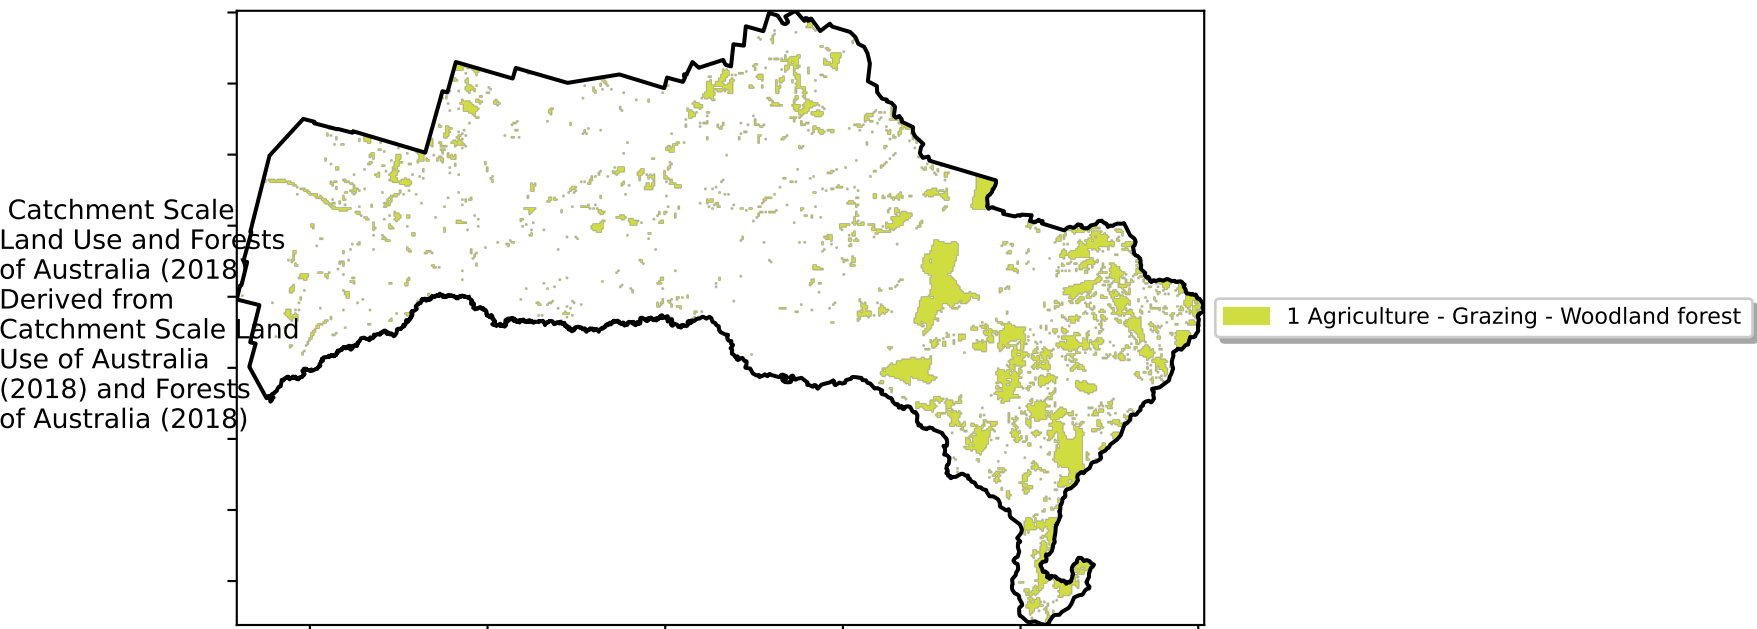 Catchment Scale
Land Use and Forests
of Australia (2018)
Derived from
Catchment Scale Land
Use of Australia
(2018) and Forests
of Australia (2018)
1 Agriculture - Grazing - Woodland forest